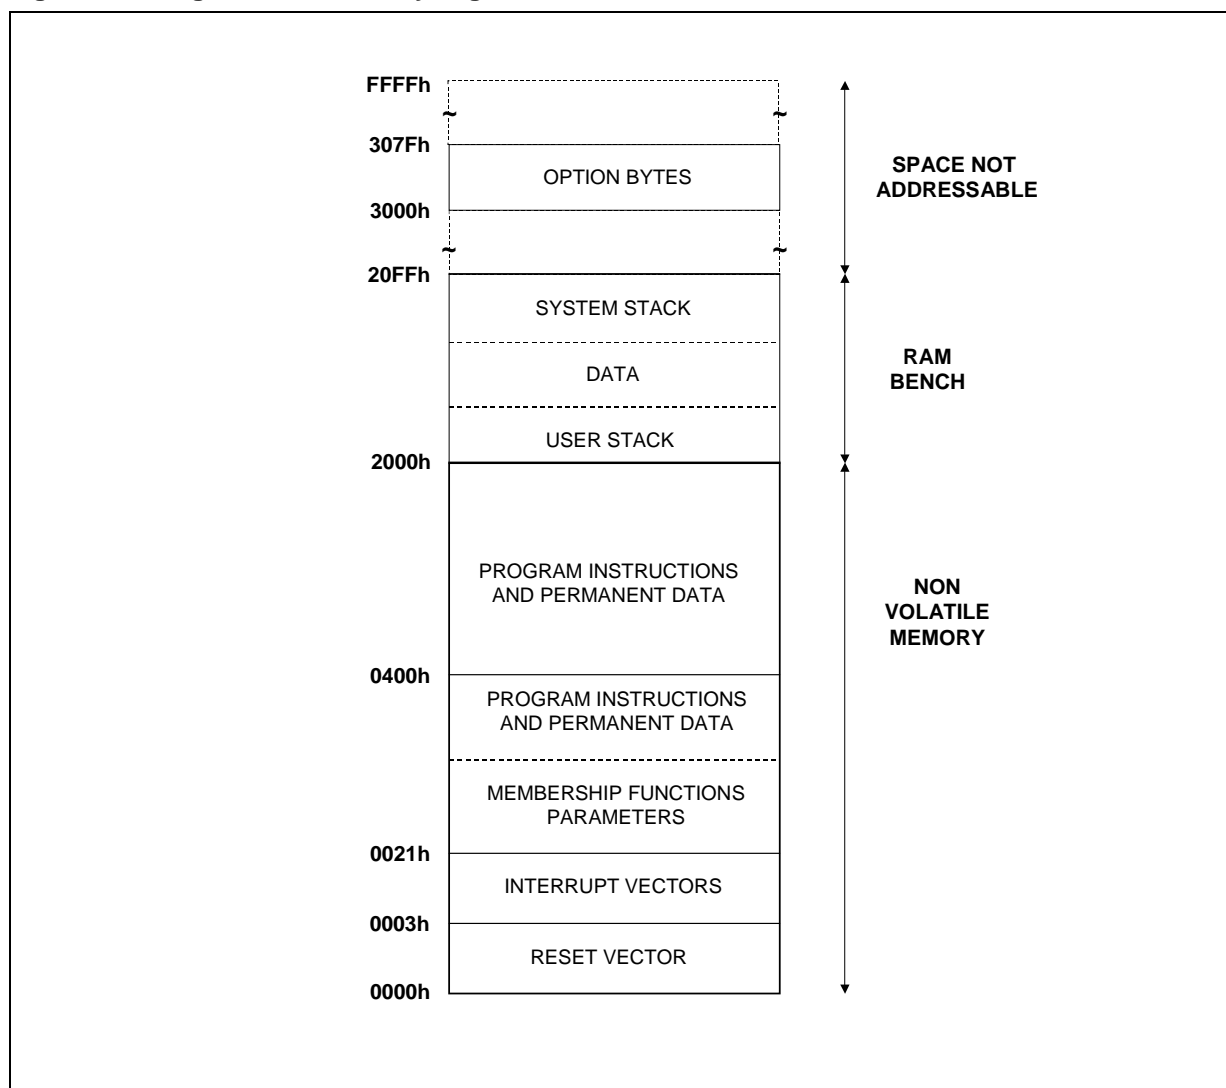 FFFFh
~ ~
307Fh
OPTION BYTES
SPACE NOT
ADDRESSABLE
3000h
~ ~
20FFh
SYSTEM STACK
DATA
RAM
BENCH
USER STACK
2000h
PROGRAM INSTRUCTIONS
AND PERMANENT DATA
NON
VOLATILE
MEMORY
0400h
PROGRAM INSTRUCTIONS
AND PERMANENT DATA
MEMBERSHIP FUNCTIONS
PARAMETERS
0021h
INTERRUPT VECTORS
0003h
RESET VECTOR
0000h